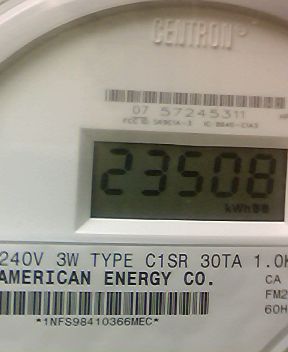 CENTRON
07 57245311
23508
kWh
240V 3W TYPE C1SR 30TA 1.0K
AMERICAN ENERGY CO.
CA
FM2
60H
*1NFS98410366MEC*